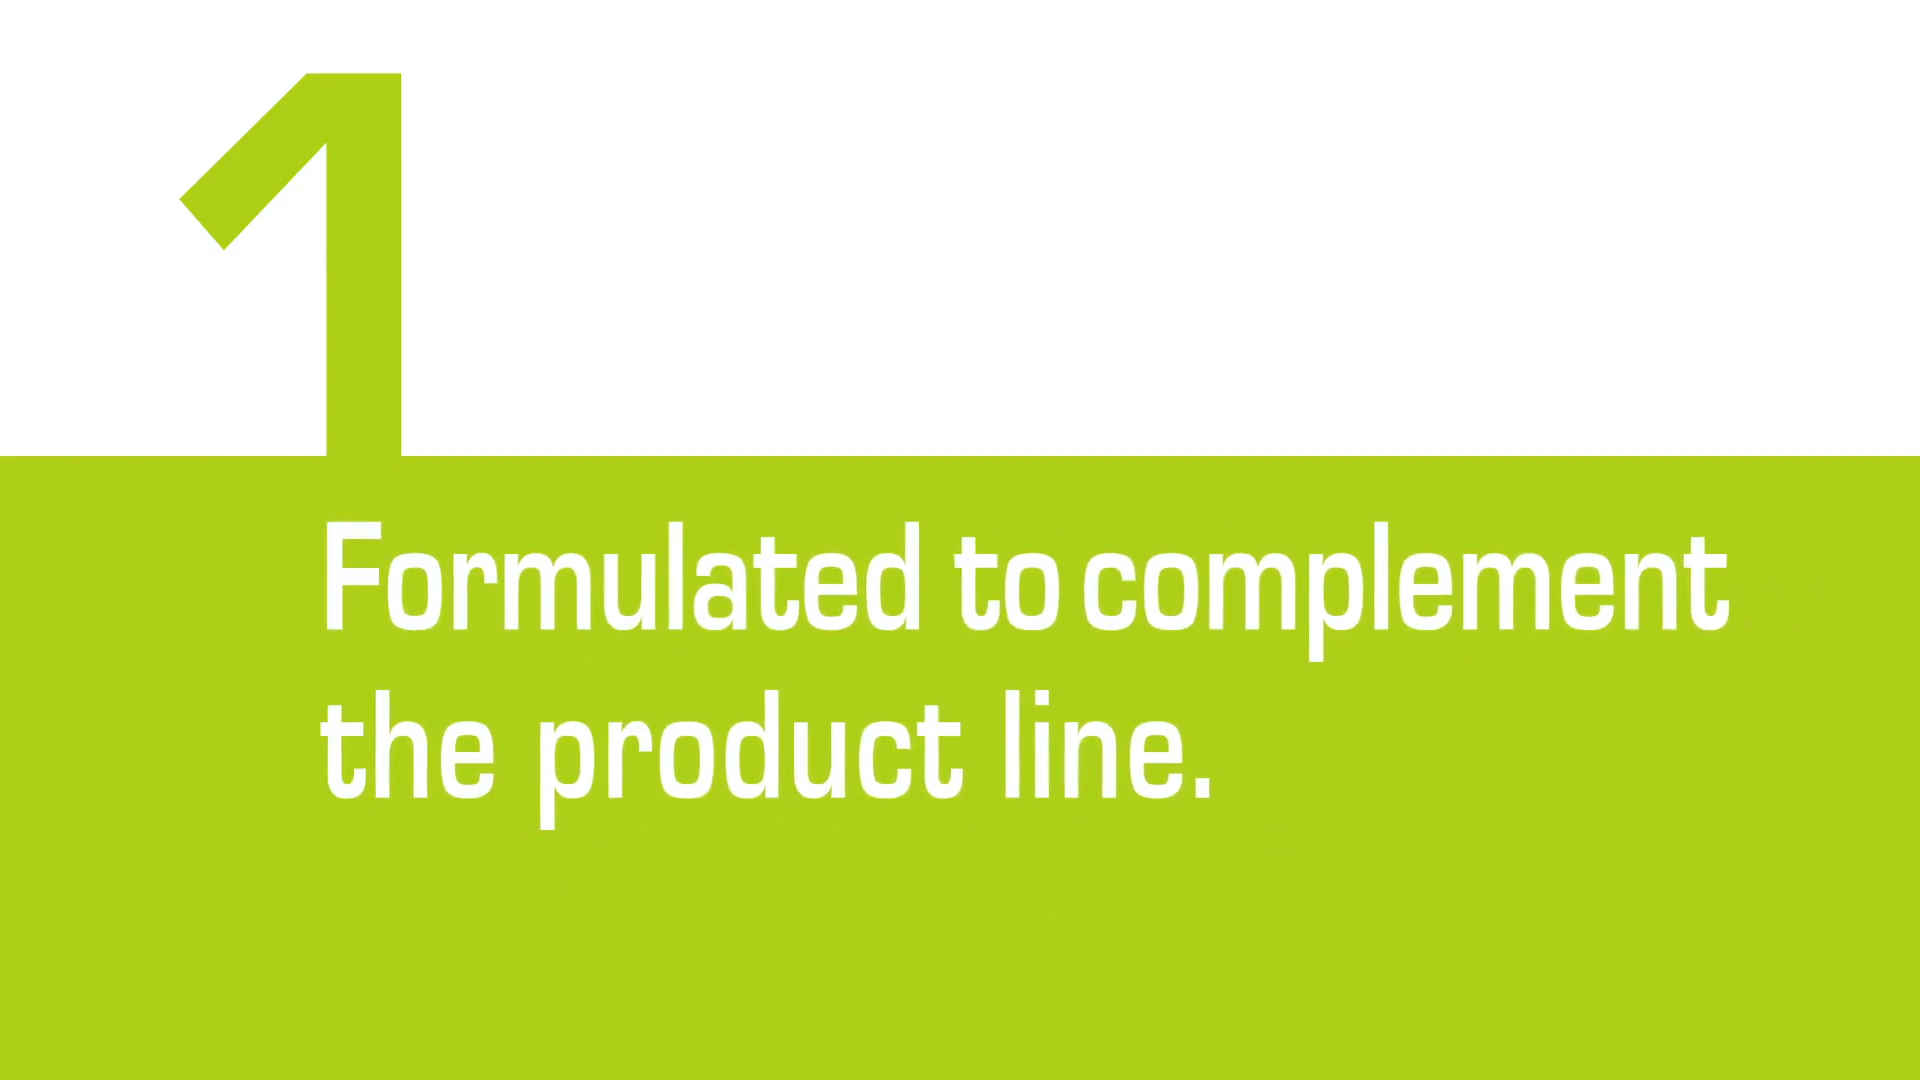 1
Formulated to complement
the product line.